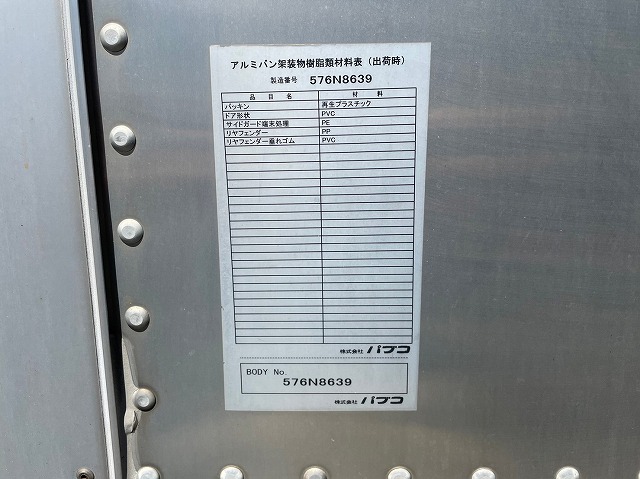 アルミバン架装物樹脂類材料表（出荷時）
製造番号 576N8639
品目名 材料
パッキン 再生プラスチック
ドア形状 PVC
サイドガード端末処理 PE
リヤフェンダー PP
リヤフェンダー垂れゴム PVC
株式会社 パブコ
BODY No.
576N8639
株式会社 パブコ